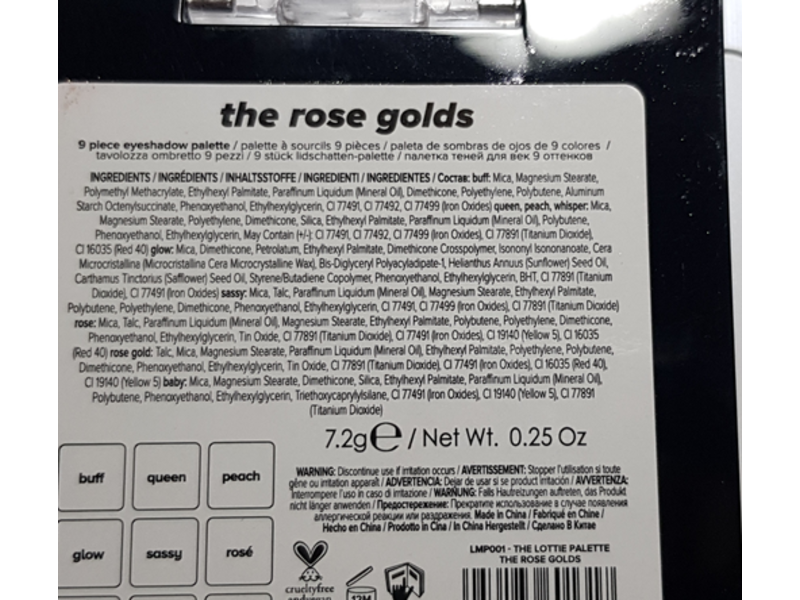 the rose golds
9 piece eyeshadow palette / palette à sourcils 9 pièces / paleta de sombras de ojos de 9 colores /
tavolozza ombretto 9 pezzi / 9 stück lidschatten-palette / палетка теней для век 9 оттенков
INGREDIENTS / INGRÉDIENTS / INHALTSSTOFFE / INGREDIENTI / INGREDIENTES / Состав: buff: Mica, Magnesium Stearate,
Polymethyl Methacrylate, Ethylhexyl Palmitate, Paraffinum Liquidum (Mineral Oil), Dimethicone, Polyethylene, Polybutene, Aluminum
Starch Octenylsuccinate, Phenoxyethanol, Ethylhexylglycerin, CI 77491, CI 77492, CI 77499 (Iron Oxides) queen, peach, whisper: Mica,
Magnesium Stearate, Polyethylene, Dimethicone, Silica, Ethylhexyl Palmitate, Paraffinum Liquidum (Mineral Oil), Polybutene,
Phenoxyethanol, Ethylhexylglycerin, May Contain (+/-): CI 77491, CI 77492, CI 77499 (Iron Oxides), CI 77891 (Titanium Dioxide),
CI 16035 (Red 40) glow: Mica, Dimethicone, Petrolatum, Ethylhexyl Palmitate, Dimethicone Crosspolymer, Isononyl Isononanoate, Cera
Microcristallina (Microcristallina Cera Microcrystalline Wax), Bis-Diglyceryl Polyacyladipate-1, Helianthus Annuus (Sunflower) Seed Oil,
Carthamus Tinctorius (Safflower) Seed Oil, Styrene/Butadiene Copolymer, Phenoxyethanol, Ethylhexylglycerin, BHT, CI 77891 (Titanium
Dioxide), CI 77491 (Iron Oxides) sassy: Mica, Talc, Paraffinum Liquidum (Mineral Oil), Magnesium Stearate, Ethylhexyl Palmitate,
Polybutene, Polyethylene, Dimethicone, Phenoxyethanol, Ethylhexylglycerin, CI 77491, CI 77499 (Iron Oxides), CI 77891 (Titanium Dioxide)
rose: Mica, Talc, Paraffinum Liquidum (Mineral Oil), Magnesium Stearate, Ethylhexyl Palmitate, Polybutene, Polyethylene, Dimethicone,
Phenoxyethanol, Ethylhexylglycerin, Tin Oxide, CI 77891 (Titanium Dioxide), CI 77491 (Iron Oxides), CI 19140 (Yellow 5), CI 16035
(Red 40) rose gold: Talc, Mica, Magnesium Stearate, Paraffinum Liquidum (Mineral Oil), Ethylhexyl Palmitate, Polyethylene, Polybutene,
Dimethicone, Phenoxyethanol, Ethylhexylglycerin, Tin Oxide, CI 77891 (Titanium Dioxide), CI 77491 (Iron Oxides), CI 16035 (Red 40),
CI 19140 (Yellow 5) baby: Mica, Magnesium Stearate, Dimethicone, Silica, Ethylhexyl Palmitate, Paraffinum Liquidum (Mineral Oil),
Polybutene, Phenoxyethanol, Ethylhexylglycerin, Triethoxycaprylylsilane, CI 77491 (Iron Oxides), CI 19140 (Yellow 5), CI 77891
(Titanium Dioxide)
7.2g℮ / Net Wt. 0.25 Oz
WARNING: Discontinue use if irritation occurs / AVERTISSEMENT: Stopper l'utilisation si toute
gêne ou irritation apparaît / ADVERTENCIA: Dejar de usar si se product irritación / AVVERTENZA:
Interrompere l'uso in caso di irritazione / WARNUNG: Falls Hautreizungen auftreten, das Produkt
nicht länger anwenden / Предостережение: Прекратите использование в случае появления
аллергической реакции или раздражения. Made in China / Fabriqué en China /
Hecho en China / Prodotto in Cina / In China Hergestellt / Сделано В Китае
buff queen peach
glow sassy rosé
LMP001 - THE LOTTIE PALETTE
THE ROSE GOLDS
crueltyfree
12M